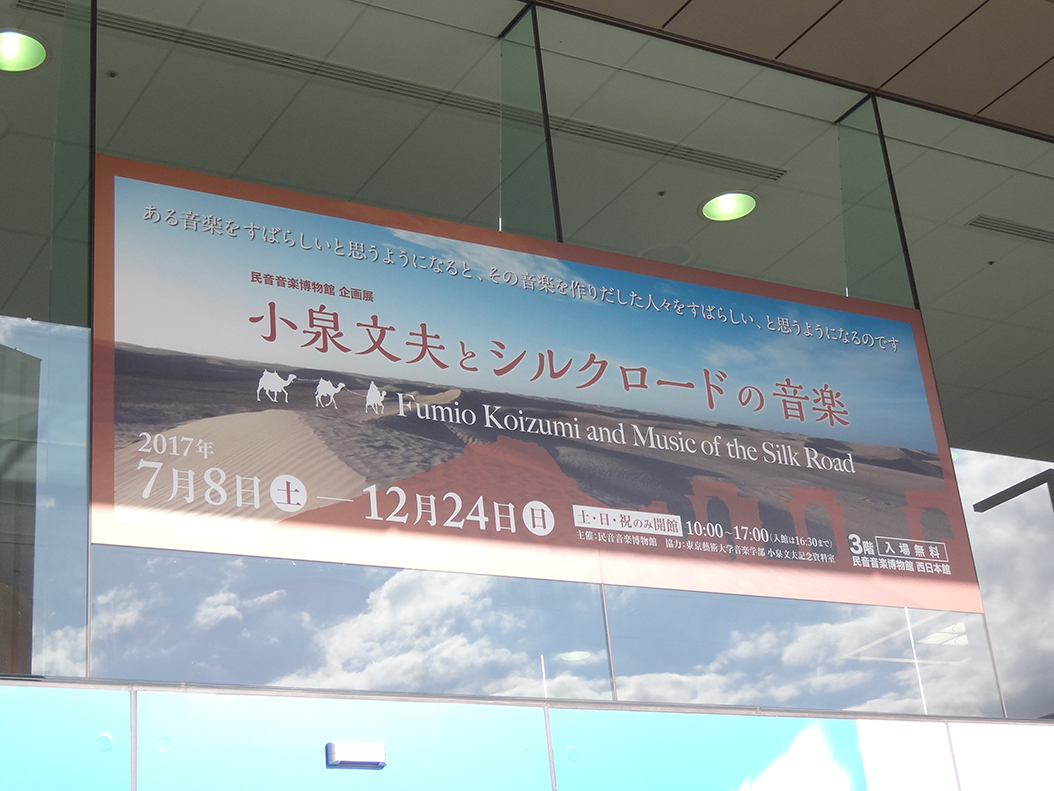 ある音楽をすばらしいと思うようになると、その音楽を作りだした人々をすばらしい、と思うようになるのです
民音音楽博物館 企画展
小泉文夫とシルクロードの音楽
Fumio Koizumi and Music of the Silk Road
2017年
7月8日土―12月24日日
土・日・祝のみ開館 10:00~17:00(入館は16:30まで)
主催:民音音楽博物館 協力:東京藝術大学音楽学部 小泉文夫記念資料室
3階 入場無料
民音音楽博物館 西日本館